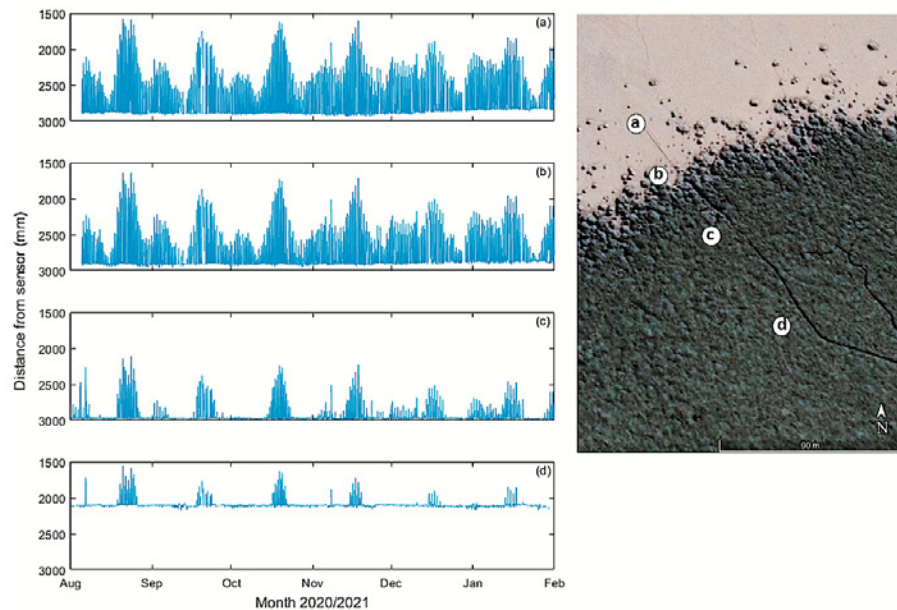 1500
2000
2500
3000
(a)
1500
2000
2500
3000
(b)
1500
2000
2500
3000
(c)
1500
2000
2500
3000
(d)
Distance from sensor (mm)
Aug
Sep
Oct
Nov
Dec
Jan
Feb
Month 2020/2021
a
b
c
d
N
90 m